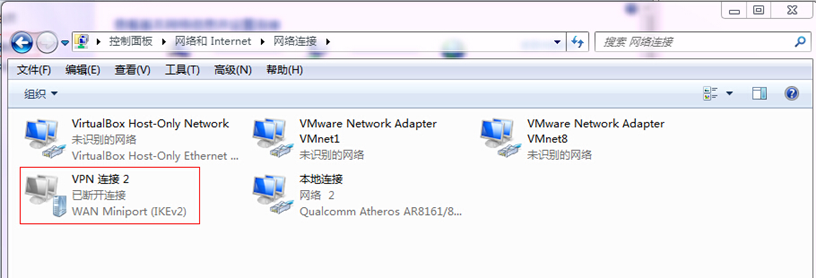 控制面板 ▸ 网络和 Internet ▸ 网络连接 ▸
搜索 网络连接
文件(F) 编辑(E) 查看(V) 工具(T) 高级(N) 帮助(H)
组织
VirtualBox Host-Only Network
未识别的网络
VirtualBox Host-Only Ethernet ...
VMware Network Adapter
VMnet1
未识别的网络
VMware Network Adapter
VMnet8
未识别的网络
VPN 连接 2
已断开连接
WAN Miniport (IKEv2)
本地连接
网络 2
Qualcomm Atheros AR8161/8...